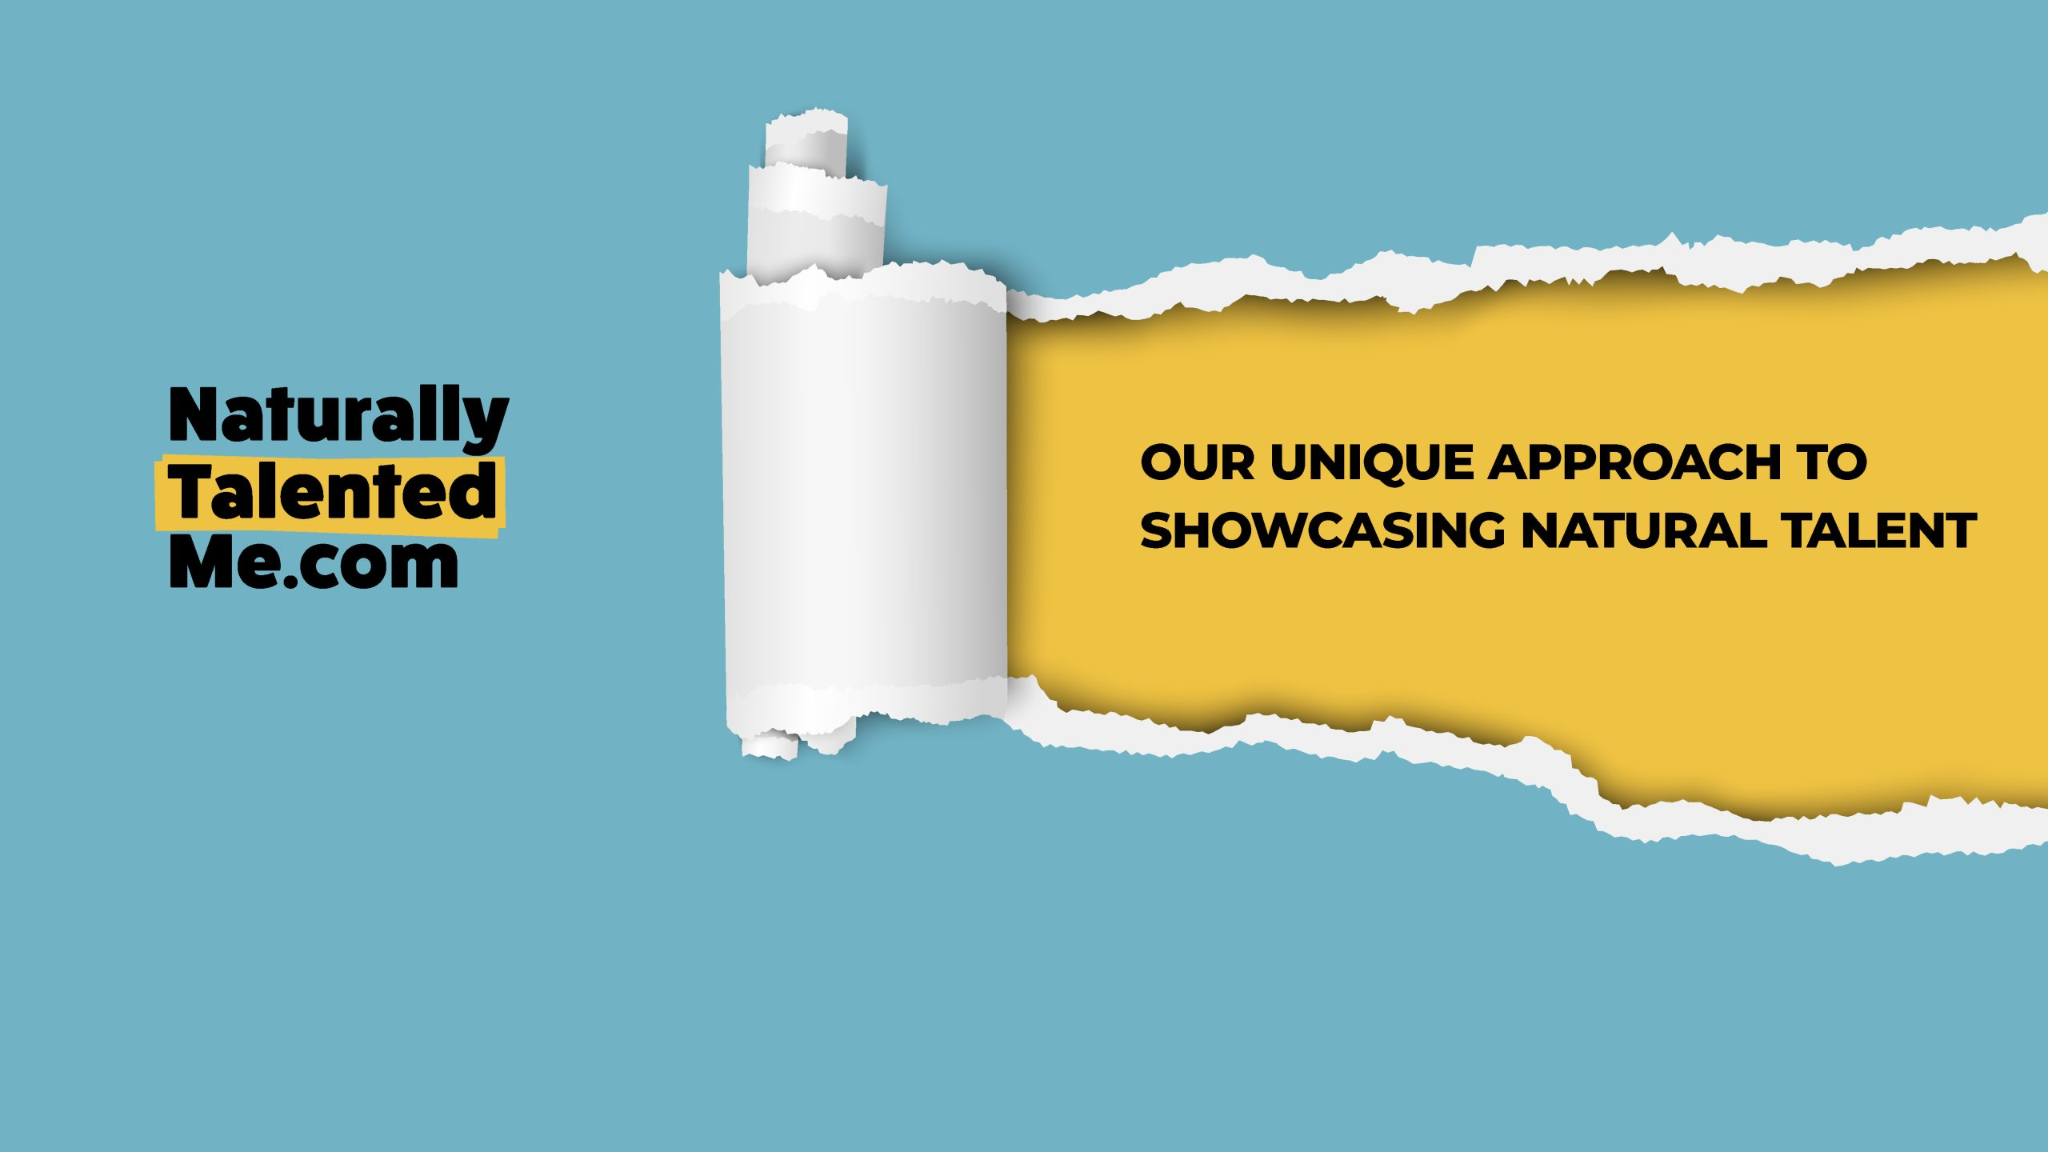 Naturally
Talented
Me.com
OUR UNIQUE APPROACH TO
SHOWCASING NATURAL TALENT